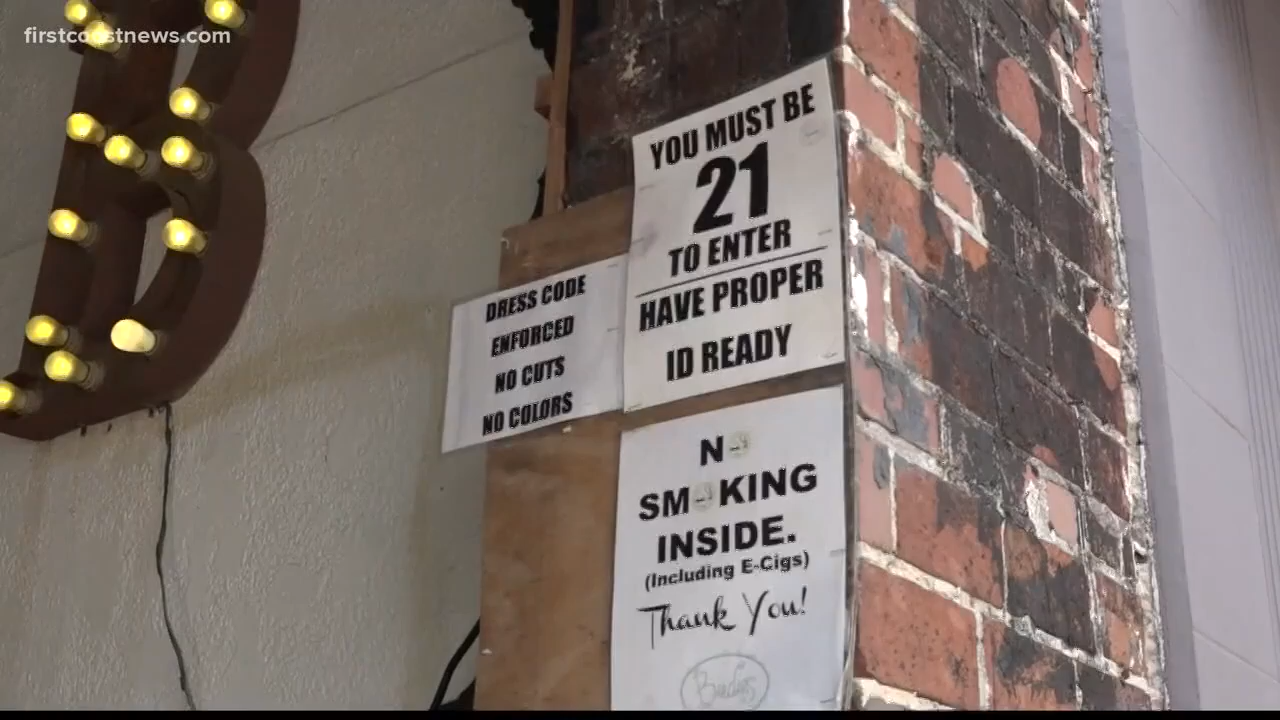 firstcoastnews.com
B
YOU MUST BE
21
TO ENTER
HAVE PROPER
ID READY
DRESS CODE
ENFORCED
NO CUTS
NO COLORS
NO
SMOKING
INSIDE.
(Including E-Cigs)
Thank You!